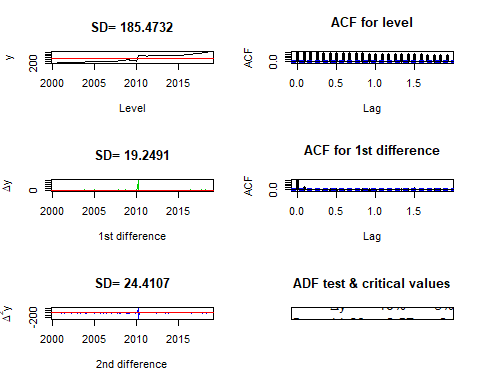 SD= 185.4732
ACF for level
y
200
2000 2005 2010 2015
Level
ACF
0.0
0.0 0.5 1.0 1.5
Lag
SD= 19.2491
ACF for 1st difference
Δy
0
2000 2005 2010 2015
1st difference
ACF
0.0
0.0 0.5 1.0 1.5
Lag
SD= 24.4107
ADF test & critical values
Δ²y
-200
2000 2005 2010 2015
2nd difference